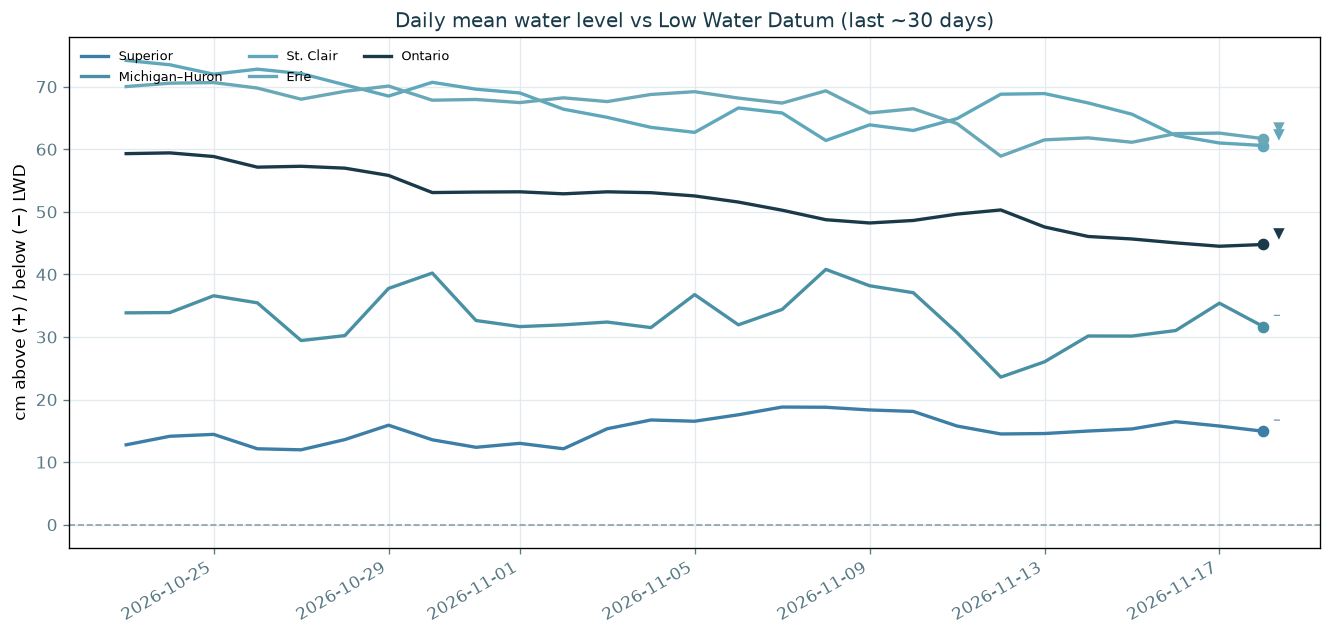 Daily mean water level vs Low Water Datum (last ~30 days)
Superior St. Clair Ontario
Michigan–Huron Erie
cm above (+) / below (−) LWD
70
60
50
40
30
20
10
0
2026-10-25 2026-10-29 2026-11-01 2026-11-05 2026-11-09 2026-11-13 2026-11-17